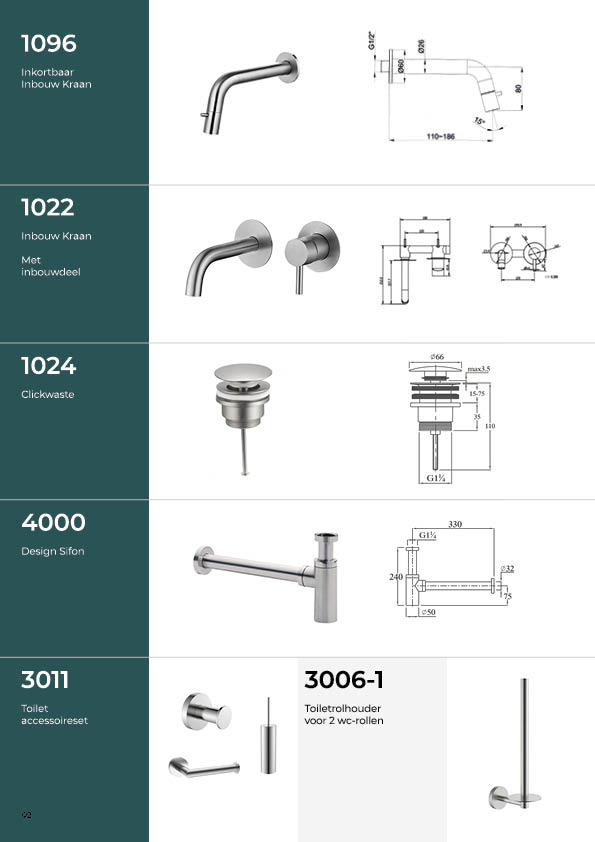 1096
Inkortbaar
Inbouw Kraan
G1/2"
Ø60
Ø26
80
15°
110~186
1022
Inbouw Kraan
Met
inbouwdeel
1024
Clickwaste
Ø66
max3.5
15-75
35
110
G1¼
4000
Design Sifon
330
G1¼
240
Ø32
75
Ø50
3011
Toilet
accessoireset
3006-1
Toiletrolhouder
voor 2 wc-rollen
92